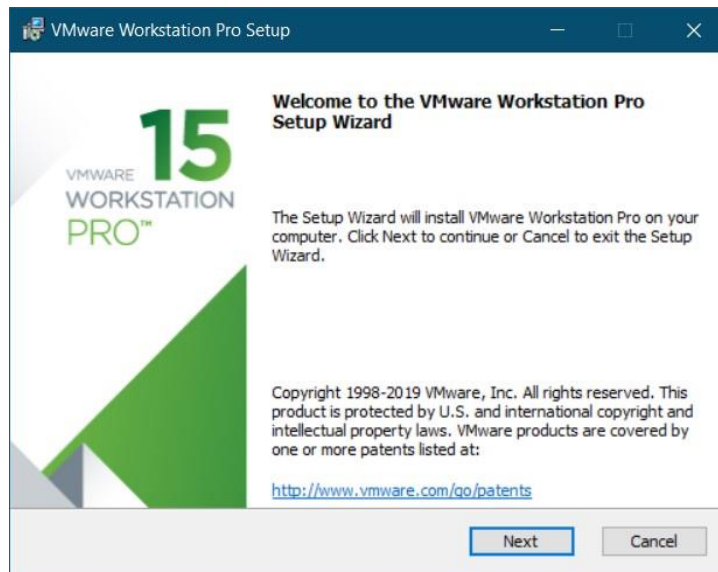 VMware Workstation Pro Setup
15
VMWARE
WORKSTATION
PRO™
Welcome to the VMware Workstation Pro
Setup Wizard
The Setup Wizard will install VMware Workstation Pro on your
computer. Click Next to continue or Cancel to exit the Setup
Wizard.
Copyright 1998-2019 VMware, Inc. All rights reserved. This
product is protected by U.S. and international copyright and
intellectual property laws. VMware products are covered by
one or more patents listed at:
http://www.vmware.com/go/patents
Next
Cancel